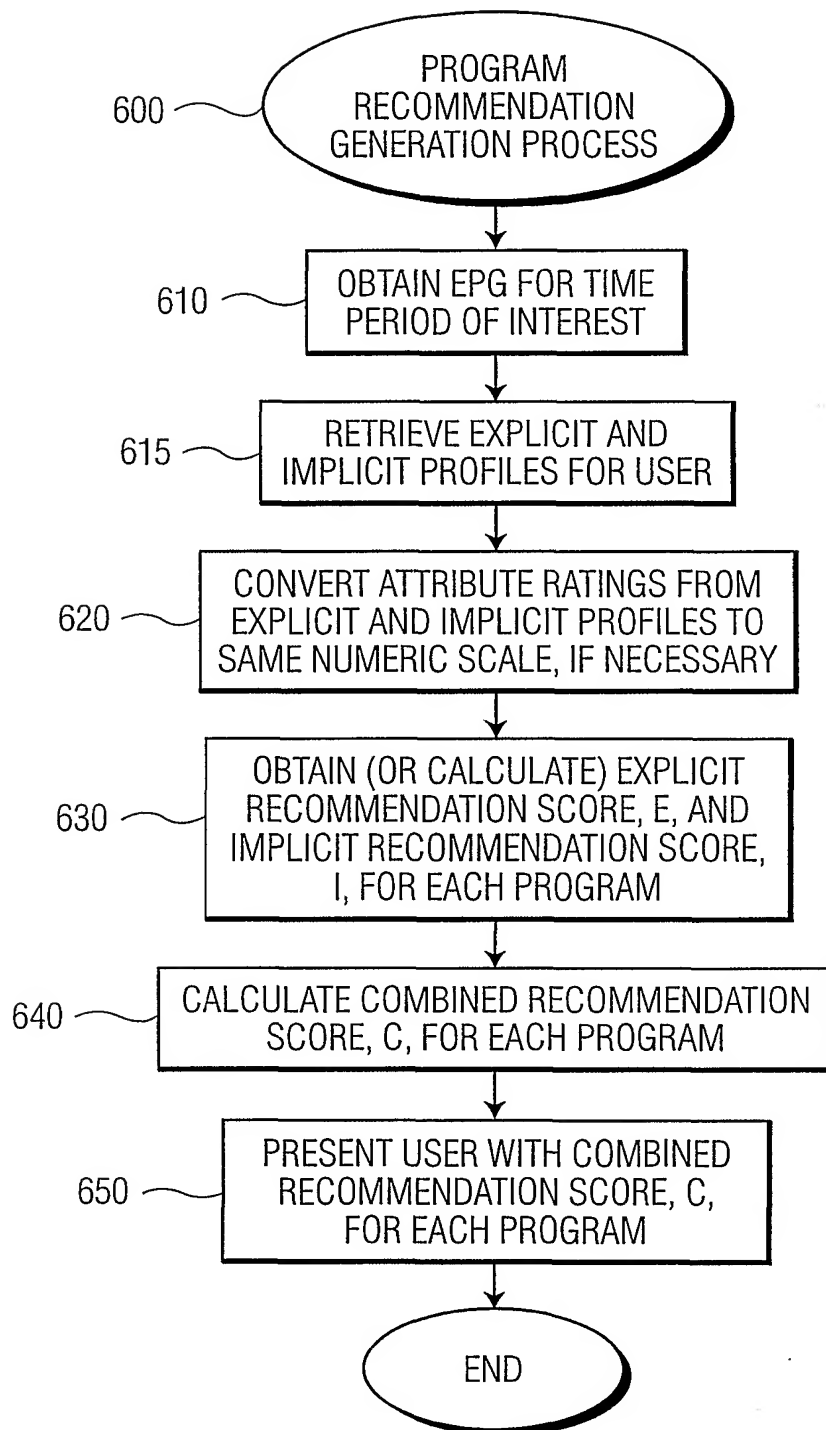 600
PROGRAM
RECOMMENDATION
GENERATION PROCESS
610
OBTAIN EPG FOR TIME
PERIOD OF INTEREST
615
RETRIEVE EXPLICIT AND
IMPLICIT PROFILES FOR USER
620
CONVERT ATTRIBUTE RATINGS FROM
EXPLICIT AND IMPLICIT PROFILES TO
SAME NUMERIC SCALE, IF NECESSARY
630
OBTAIN (OR CALCULATE) EXPLICIT
RECOMMENDATION SCORE, E, AND
IMPLICIT RECOMMENDATION SCORE,
I, FOR EACH PROGRAM
640
CALCULATE COMBINED RECOMMENDATION
SCORE, C, FOR EACH PROGRAM
650
PRESENT USER WITH COMBINED
RECOMMENDATION SCORE, C,
FOR EACH PROGRAM
END